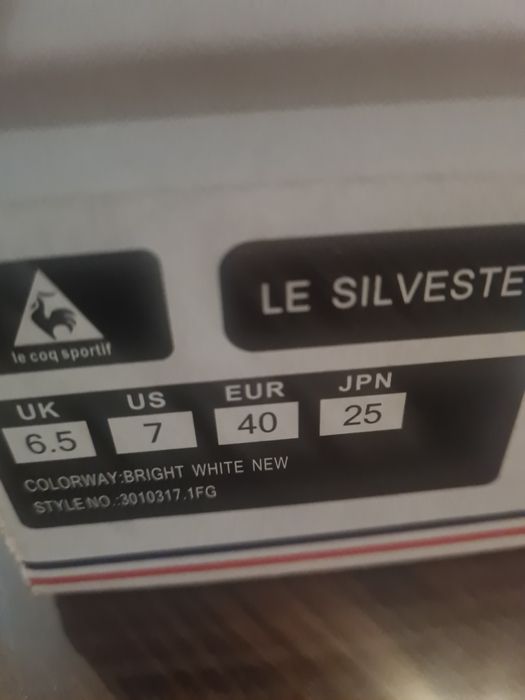 le coq sportif
LE SILVESTE
UK US EUR JPN
6.5 7 40 25
COLORWAY:BRIGHT WHITE NEW
STYLE NO.:3010317.1FG